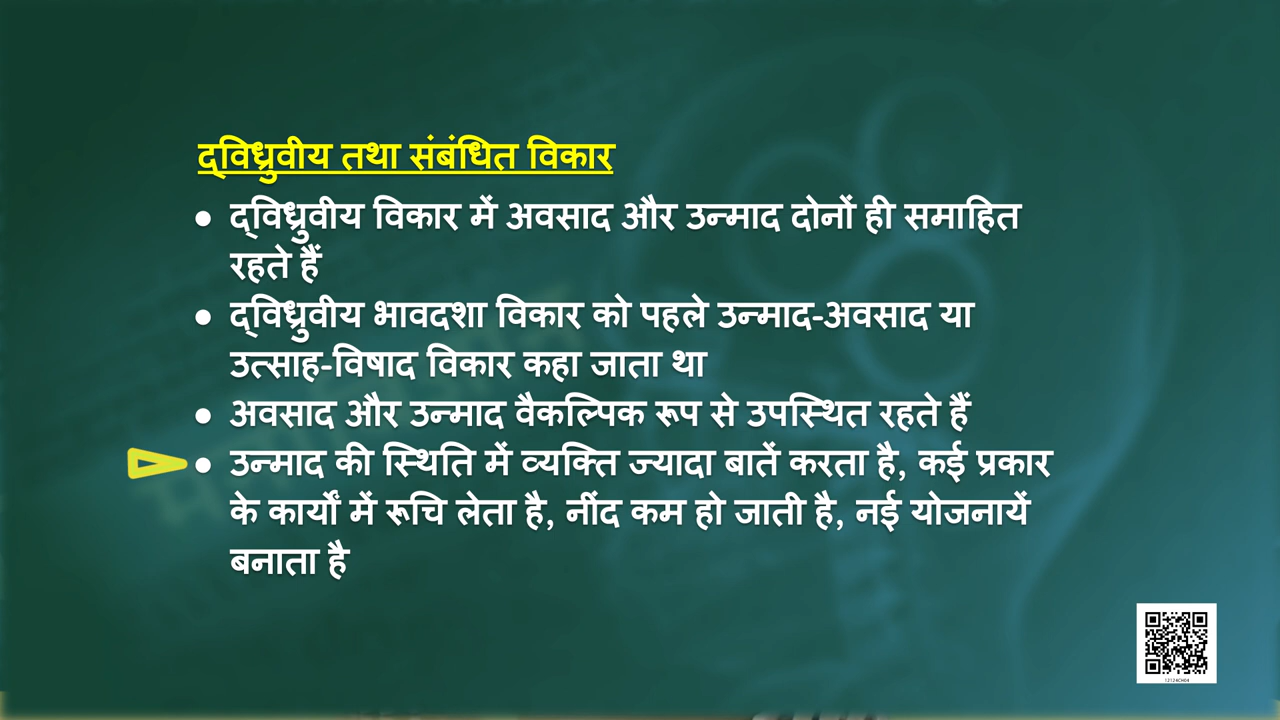 द्विध्रुवीय तथा संबंधित विकार
● द्विध्रुवीय विकार में अवसाद और उन्माद दोनों ही समाहित
रहते हैं
● द्विध्रुवीय भावदशा विकार को पहले उन्माद-अवसाद या
उत्साह-विषाद विकार कहा जाता था
● अवसाद और उन्माद वैकल्पिक रूप से उपस्थित रहते हैं
● उन्माद की स्थिति में व्यक्ति ज्यादा बातें करता है, कई प्रकार
के कार्यों में रूचि लेता है, नींद कम हो जाती है, नई योजनायें
बनाता है
12124CH04